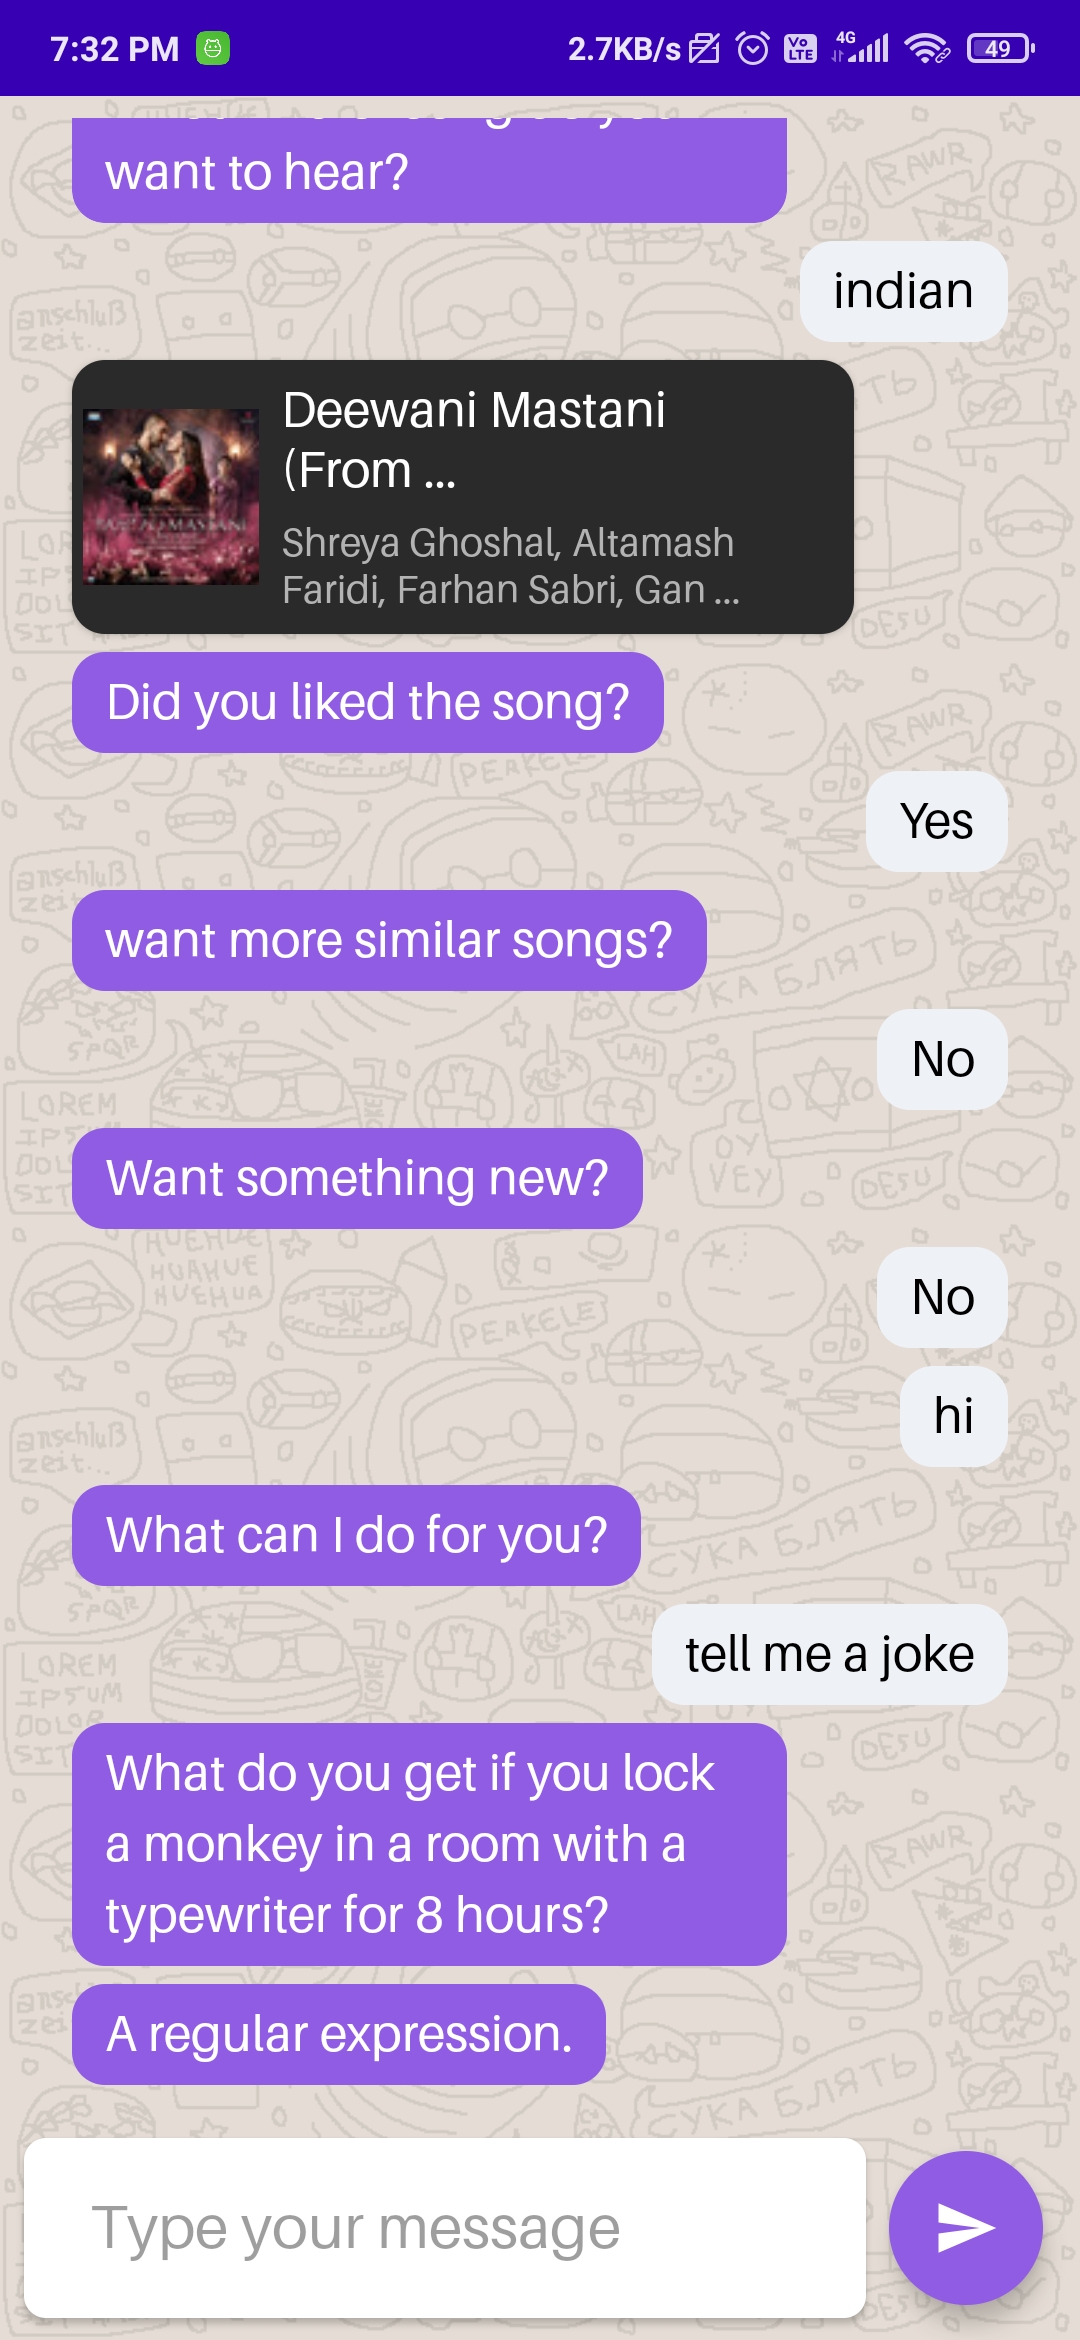 7:32 PM
2.7KB/s
Vo
LTE
4G
49
want to hear?
indian
Deewani Mastani
(From ...
Shreya Ghoshal, Altamash
Faridi, Farhan Sabri, Gan ...
Did you liked the song?
Yes
want more similar songs?
No
Want something new?
No
hi
What can I do for you?
tell me a joke
What do you get if you lock
a monkey in a room with a
typewriter for 8 hours?
A regular expression.
Type your message